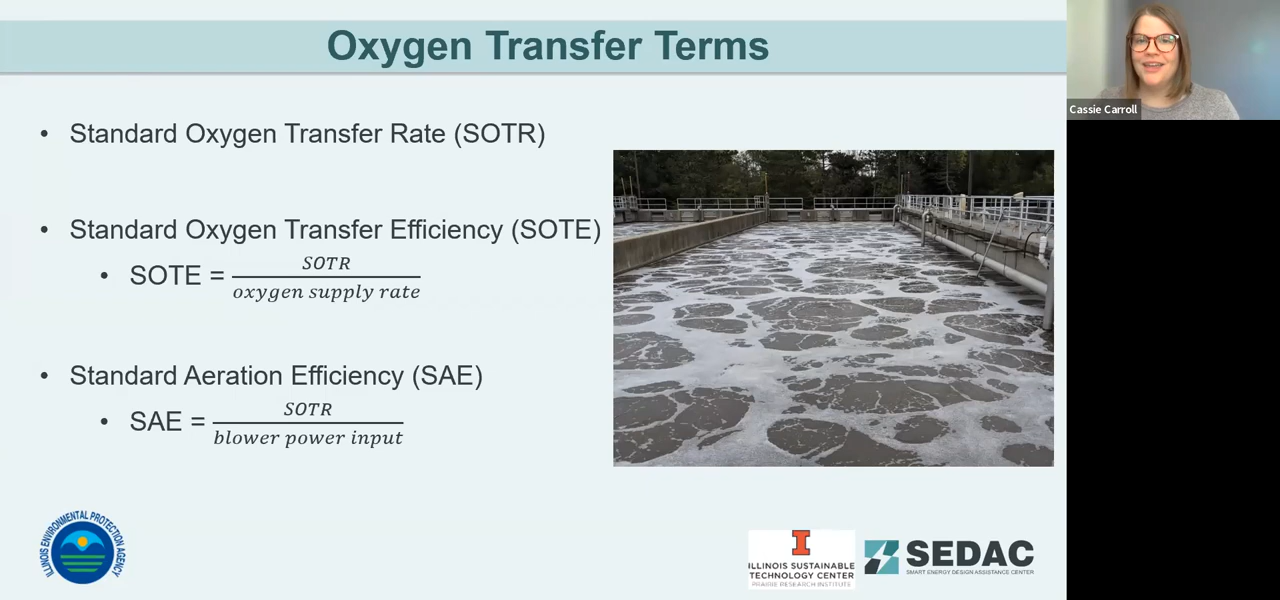 Oxygen Transfer Terms
Cassie Carroll
• Standard Oxygen Transfer Rate (SOTR)
• Standard Oxygen Transfer Efficiency (SOTE)
• SOTE = SOTR / oxygen supply rate
• Standard Aeration Efficiency (SAE)
• SAE = SOTR / blower power input
ILLINOIS ENVIRONMENTAL PROTECTION AGENCY
I
ILLINOIS SUSTAINABLE
TECHNOLOGY CENTER
PRAIRIE RESEARCH INSTITUTE
SEDAC
SMART ENERGY DESIGN ASSISTANCE CENTER